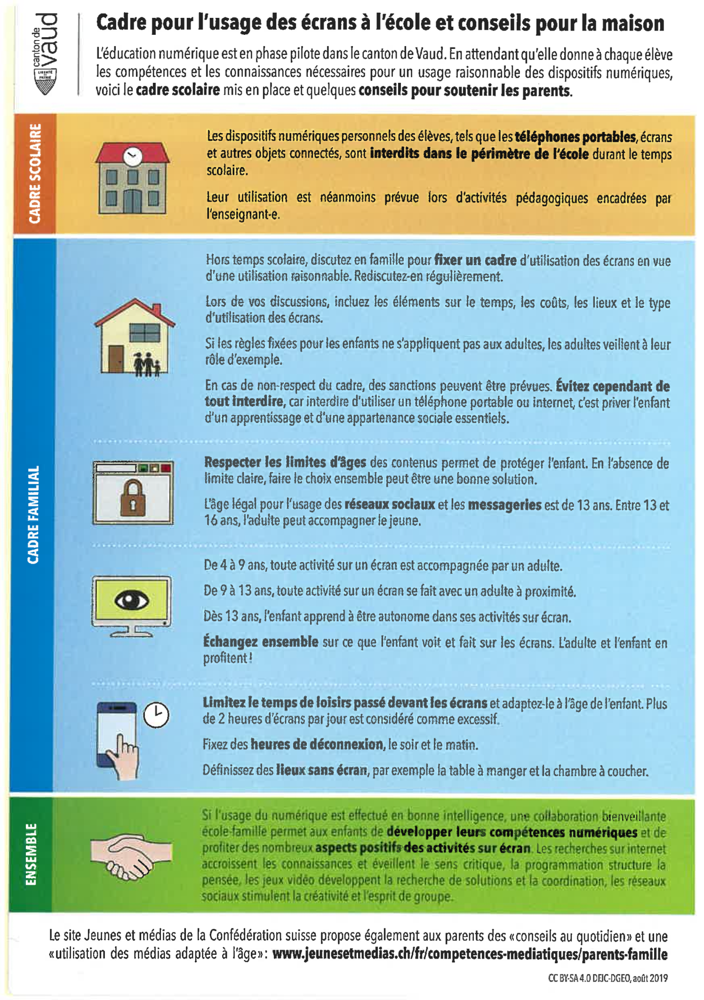 canton de
vaud
LIBERTÉ
ET
PATRIE
Cadre pour l'usage des écrans à l'école et conseils pour la maison
L'éducation numérique est en phase pilote dans le canton de Vaud. En attendant qu'elle donne à chaque élève
les compétences et les connaissances nécessaires pour un usage raisonnable des dispositifs numériques,
voici le cadre scolaire mis en place et quelques conseils pour soutenir les parents.
CADRE SCOLAIRE
Les dispositifs numériques personnels des élèves, tels que les téléphones portables, écrans
et autres objets connectés, sont interdits dans le périmètre de l'école durant le temps
scolaire.
Leur utilisation est néanmoins prévue lors d'activités pédagogiques encadrées par
l'enseignant-e.
CADRE FAMILIAL
Hors temps scolaire, discutez en famille pour fixer un cadre d'utilisation des écrans en vue
d'une utilisation raisonnable. Rediscutez-en régulièrement.
Lors de vos discussions, incluez les éléments sur le temps, les coûts, les lieux et le type
d'utilisation des écrans.
Si les règles fixées pour les enfants ne s'appliquent pas aux adultes, les adultes veillent à leur
rôle d'exemple.
En cas de non-respect du cadre, des sanctions peuvent être prévues. Évitez cependant de
tout interdire, car interdire d'utiliser un téléphone portable ou internet, c'est priver l'enfant
d'un apprentissage et d'une appartenance sociale essentiels.
Respecter les limites d'âges des contenus permet de protéger l'enfant. En l'absence de
limite claire, faire le choix ensemble peut être une bonne solution.
L'âge légal pour l'usage des réseaux sociaux et les messageries est de 13 ans. Entre 13 et
16 ans, l'adulte peut accompagner le jeune.
De 4 à 9 ans, toute activité sur un écran est accompagnée par un adulte.
De 9 à 13 ans, toute activité sur un écran se fait avec un adulte à proximité.
Dès 13 ans, l'enfant apprend à être autonome dans ses activités sur écran.
Échangez ensemble sur ce que l'enfant voit et fait sur les écrans. L'adulte et l'enfant en
profitent !
Limitez le temps de loisirs passé devant les écrans et adaptez-le à l'âge de l'enfant. Plus
de 2 heures d'écrans par jour est considéré comme excessif.
Fixez des heures de déconnexion, le soir et le matin.
Définissez des lieux sans écran, par exemple la table à manger et la chambre à coucher.
ENSEMBLE
Si l'usage du numérique est effectué en bonne intelligence, une collaboration bienveillante
école-famille permet aux enfants de développer leurs compétences numériques et de
profiter des nombreux aspects positifs des activités sur écran. Les recherches sur internet
accroissent les connaissances et éveillent le sens critique, la programmation structure la
pensée, les jeux vidéo développent la recherche de solutions et la coordination, les réseaux
sociaux stimulent la créativité et l'esprit de groupe.
Le site Jeunes et médias de la Confédération suisse propose également aux parents des «conseils au quotidien» et une
«utilisation des médias adaptée à l'âge»: www.jeunesetmedias.ch/fr/competences-mediatiques/parents-famille
CC BY-SA 4.0 DFJC-DGEO, août 2019